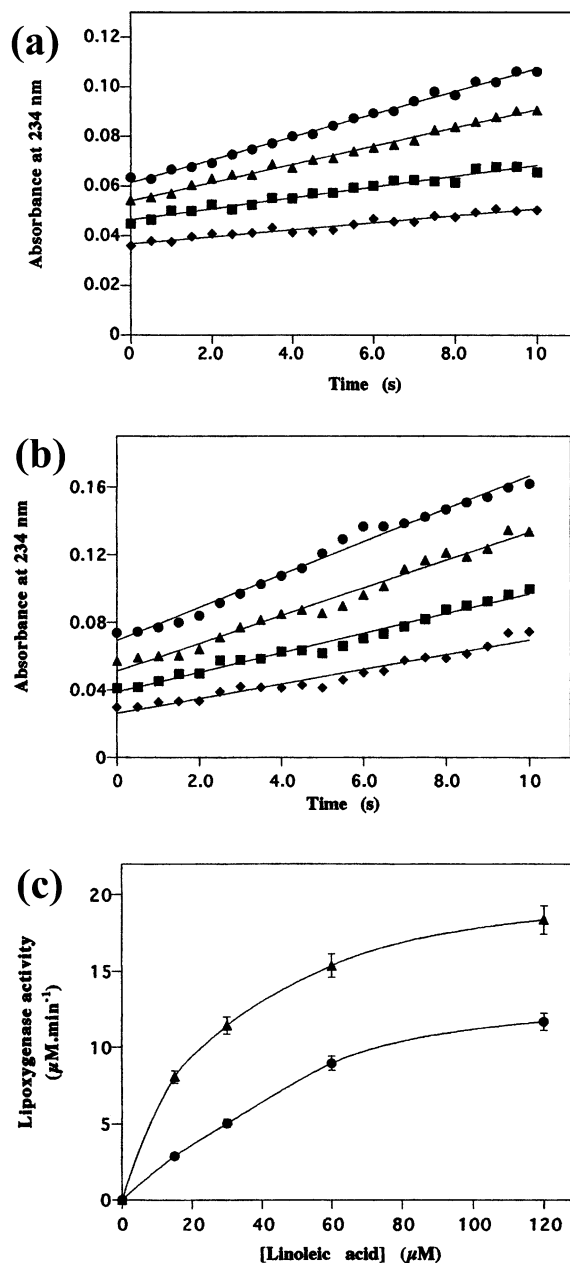 (a)
Absorbance at 234 nm
0.12
0.10
0.08
0.06
0.04
0.02
0
0 2.0 4.0 6.0 8.0 10
Time (s)
(b)
Absorbance at 234 nm
0.16
0.12
0.08
0.04
0
0 2.0 4.0 6.0 8.0 10
Time (s)
(c)
Lipoxygenase activity
(µM.min⁻¹)
20
15
10
5
0
0 20 40 60 80 100 120
[Linoleic acid] (µM)